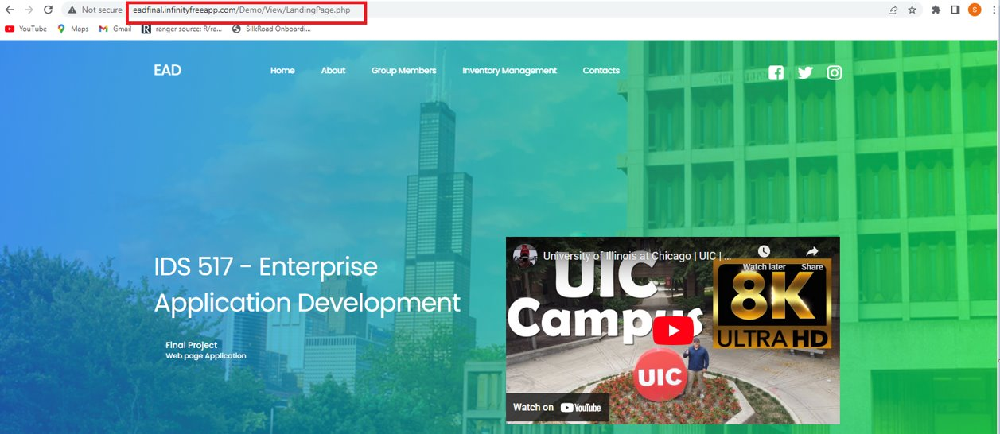 Not secure eadfinal.infinityfreeapp.com/Demo/View/LandingPage.php S
YouTube Maps Gmail R ranger source: R/ra... SilkRoad Onboardi...
EAD Home About Group Members Inventory Management Contacts
University of Illinois at Chicago | UIC | ...
Watch later Share
UIC
Campus
8K
ULTRA HD
UIC
Watch on YouTube
IDS 517 - Enterprise
Application Development
Final Project
Web page Application